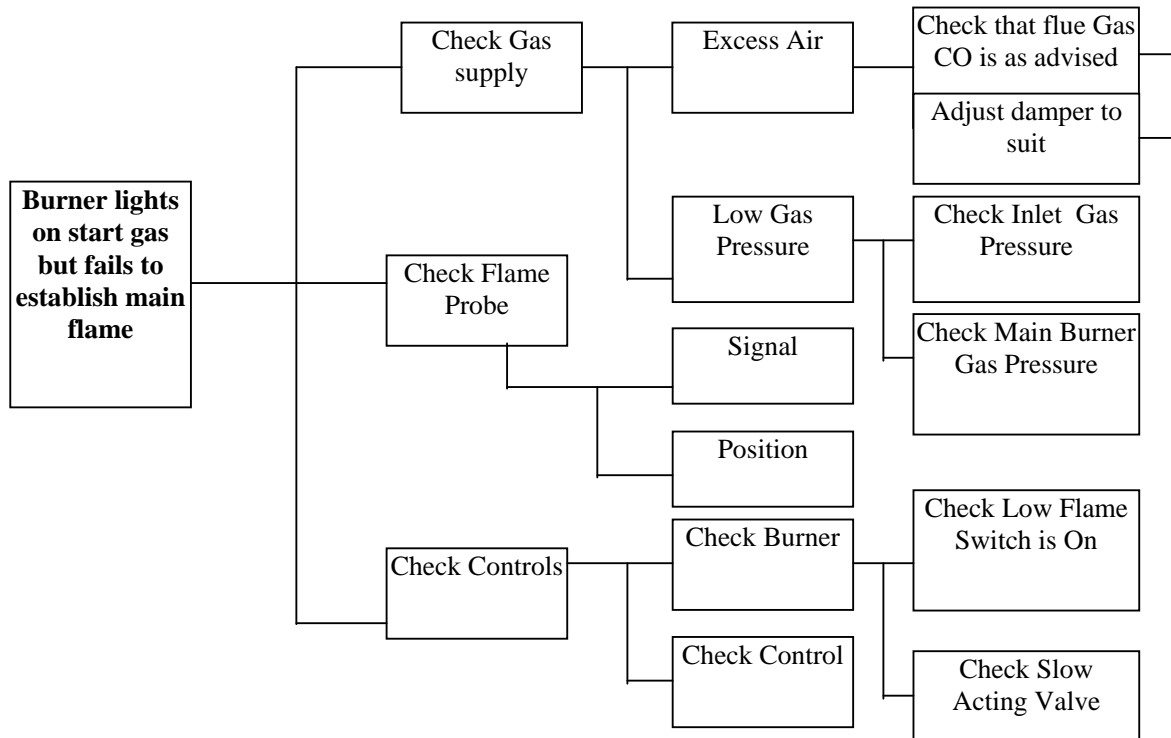 Burner lights
on start gas
but fails to
establish main
flame
Check Gas
supply
Excess Air
Check that flue Gas
CO is as advised
Adjust damper to
suit
Low Gas
Pressure
Check Inlet Gas
Pressure
Check Main Burner
Gas Pressure
Check Flame
Probe
Signal
Position
Check Controls
Check Burner
Check Low Flame
Switch is On
Check Slow
Acting Valve
Check Control